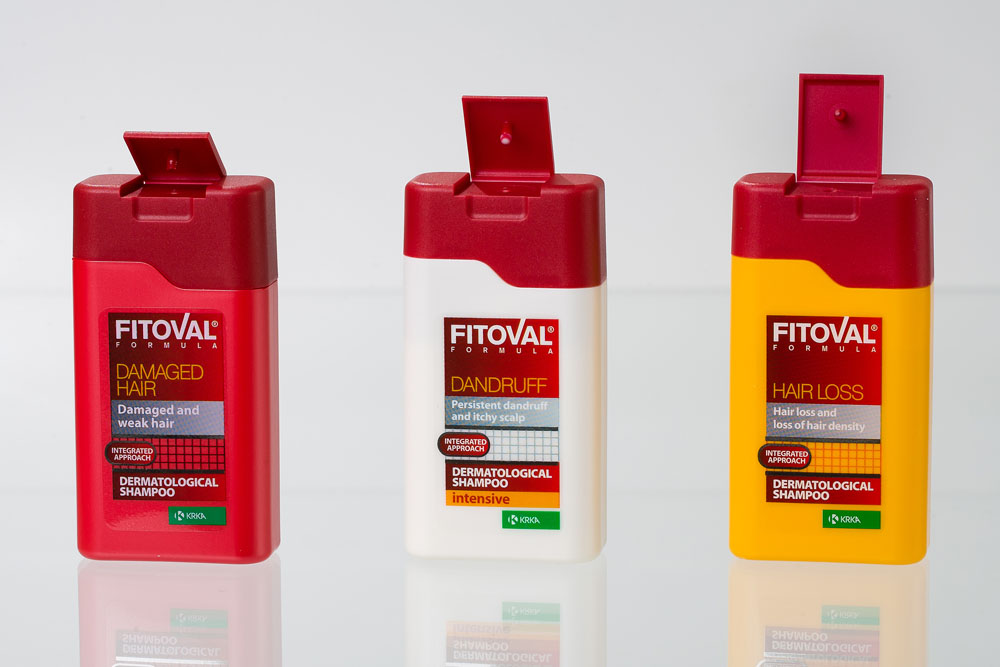 FITOVAL®
FORMULA
DAMAGED
HAIR
Damaged and
weak hair
INTEGRATED
APPROACH
DERMATOLOGICAL
SHAMPOO
KRKA
FITOVAL®
FORMULA
DANDRUFF
Persistent dandruff
and itchy scalp
INTEGRATED
APPROACH
DERMATOLOGICAL
SHAMPOO
intensive
KRKA
FITOVAL®
FORMULA
HAIR LOSS
Hair loss and
loss of hair density
INTEGRATED
APPROACH
DERMATOLOGICAL
SHAMPOO
KRKA